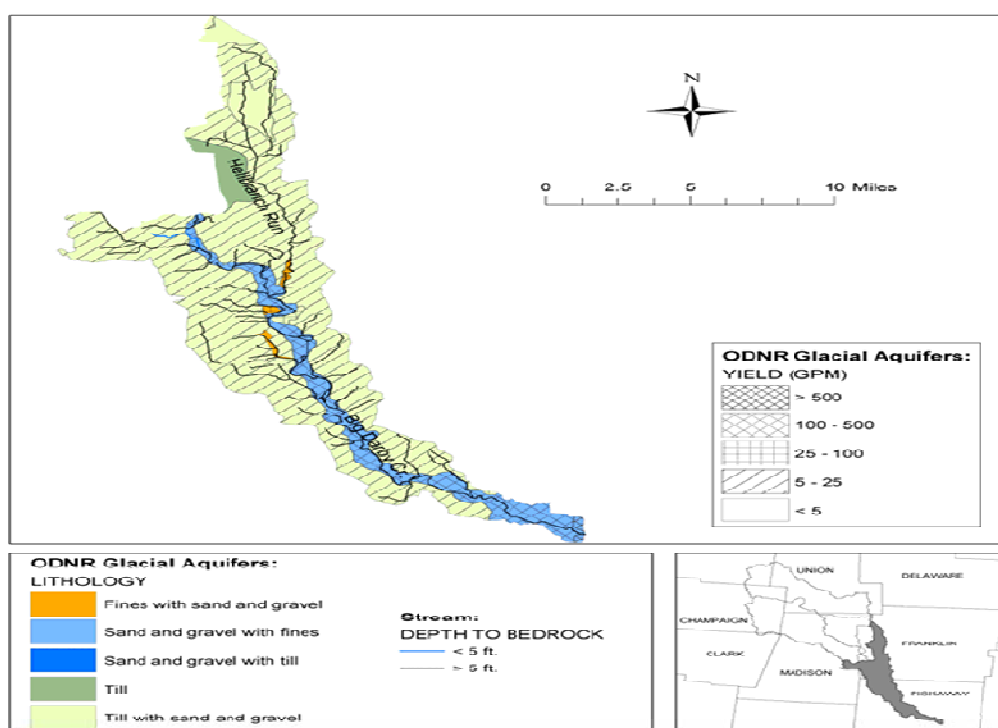 N
0 2.5 5 10 Miles
Hellbranch Run
Big Darby Cr.
ODNR Glacial Aquifers:
YIELD (GPM)
> 500
100 - 500
25 - 100
5 - 25
< 5
ODNR Glacial Aquifers:
LITHOLOGY
Fines with sand and gravel
Sand and gravel with fines
Sand and gravel with till
Till
Till with sand and gravel
Stream:
DEPTH TO BEDROCK
< 5 ft.
> 5 ft.
UNION
DELAWARE
CHAMPAIGN
CLARK
FRANKLIN
MADISON
PICKAWAY